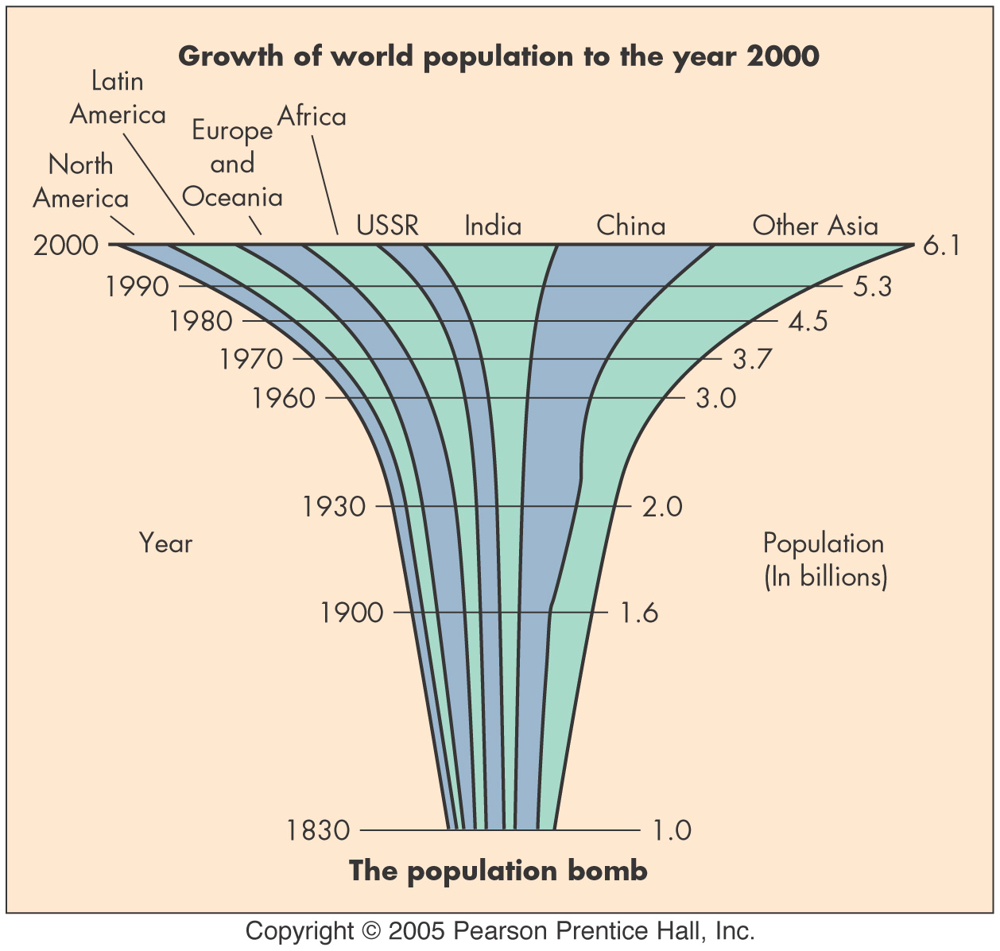 Growth of world population to the year 2000
Latin
America
Europe
and
Oceania
Africa
North
America
USSR
India
China
Other Asia
2000
6.1
1990
5.3
1980
4.5
1970
3.7
1960
3.0
1930
2.0
Year
Population
(In billions)
1900
1.6
1830
1.0
The population bomb
Copyright © 2005 Pearson Prentice Hall, Inc.